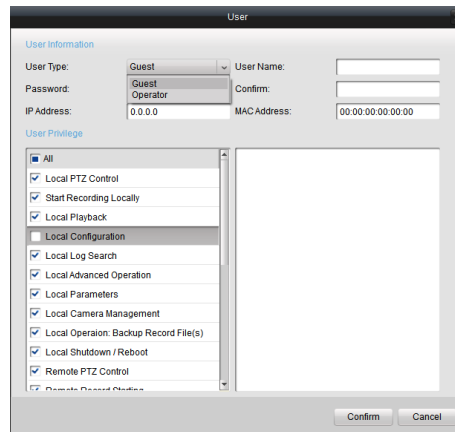 User
User Information
User Type: Guest User Name:
Guest
Operator
Password: Confirm:
IP Address: 0.0.0.0 MAC Address: 00:00:00:00:00:00
User Privilege
All
Local PTZ Control
Start Recording Locally
Local Playback
Local Configuration
Local Log Search
Local Advanced Operation
Local Parameters
Local Camera Management
Local Operaion: Backup Record File(s)
Local Shutdown / Reboot
Remote PTZ Control
Remote Record Starting
Confirm Cancel